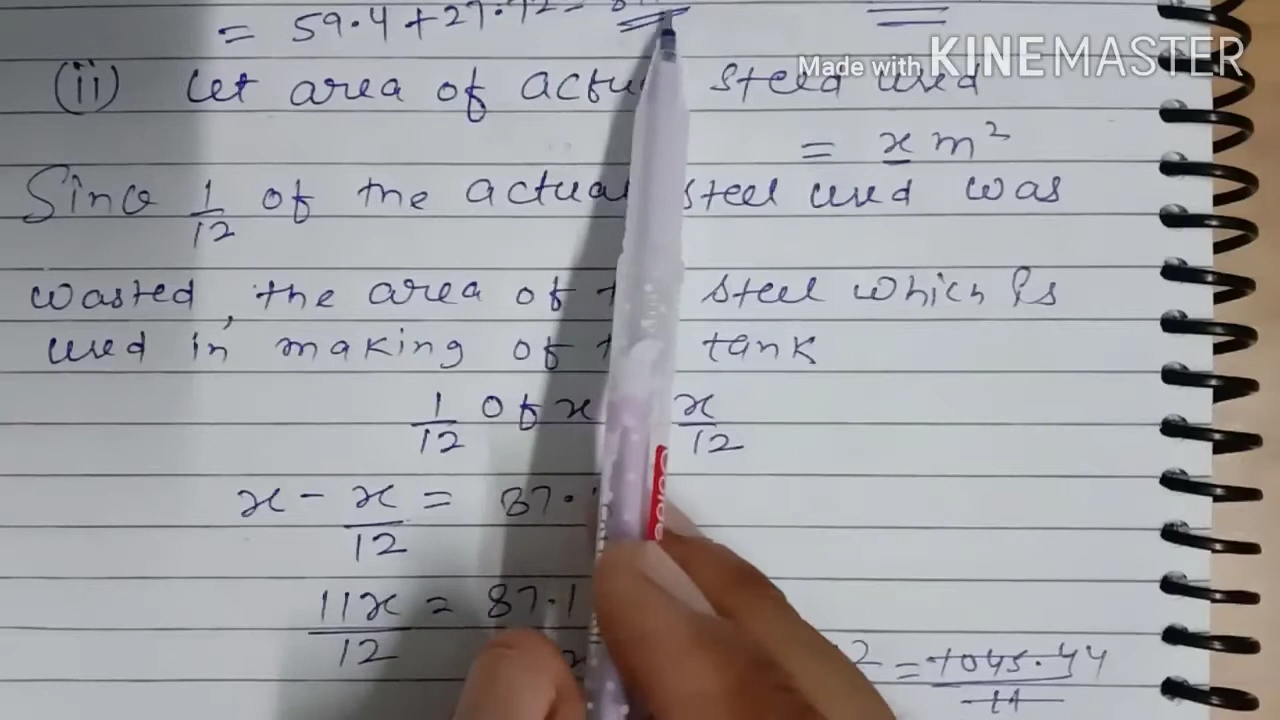 = 59.4 + 27.72 =
Made with KINEMASTER
(ii) Let area of steel used
= x m²
Since 1/12 of the actual steel used was
wasted, the area of steel which is
used in making of tank
1/12 of x x/12
x - x/12 = 87.
11x/12 = 87.1
2 = 1045.44/11